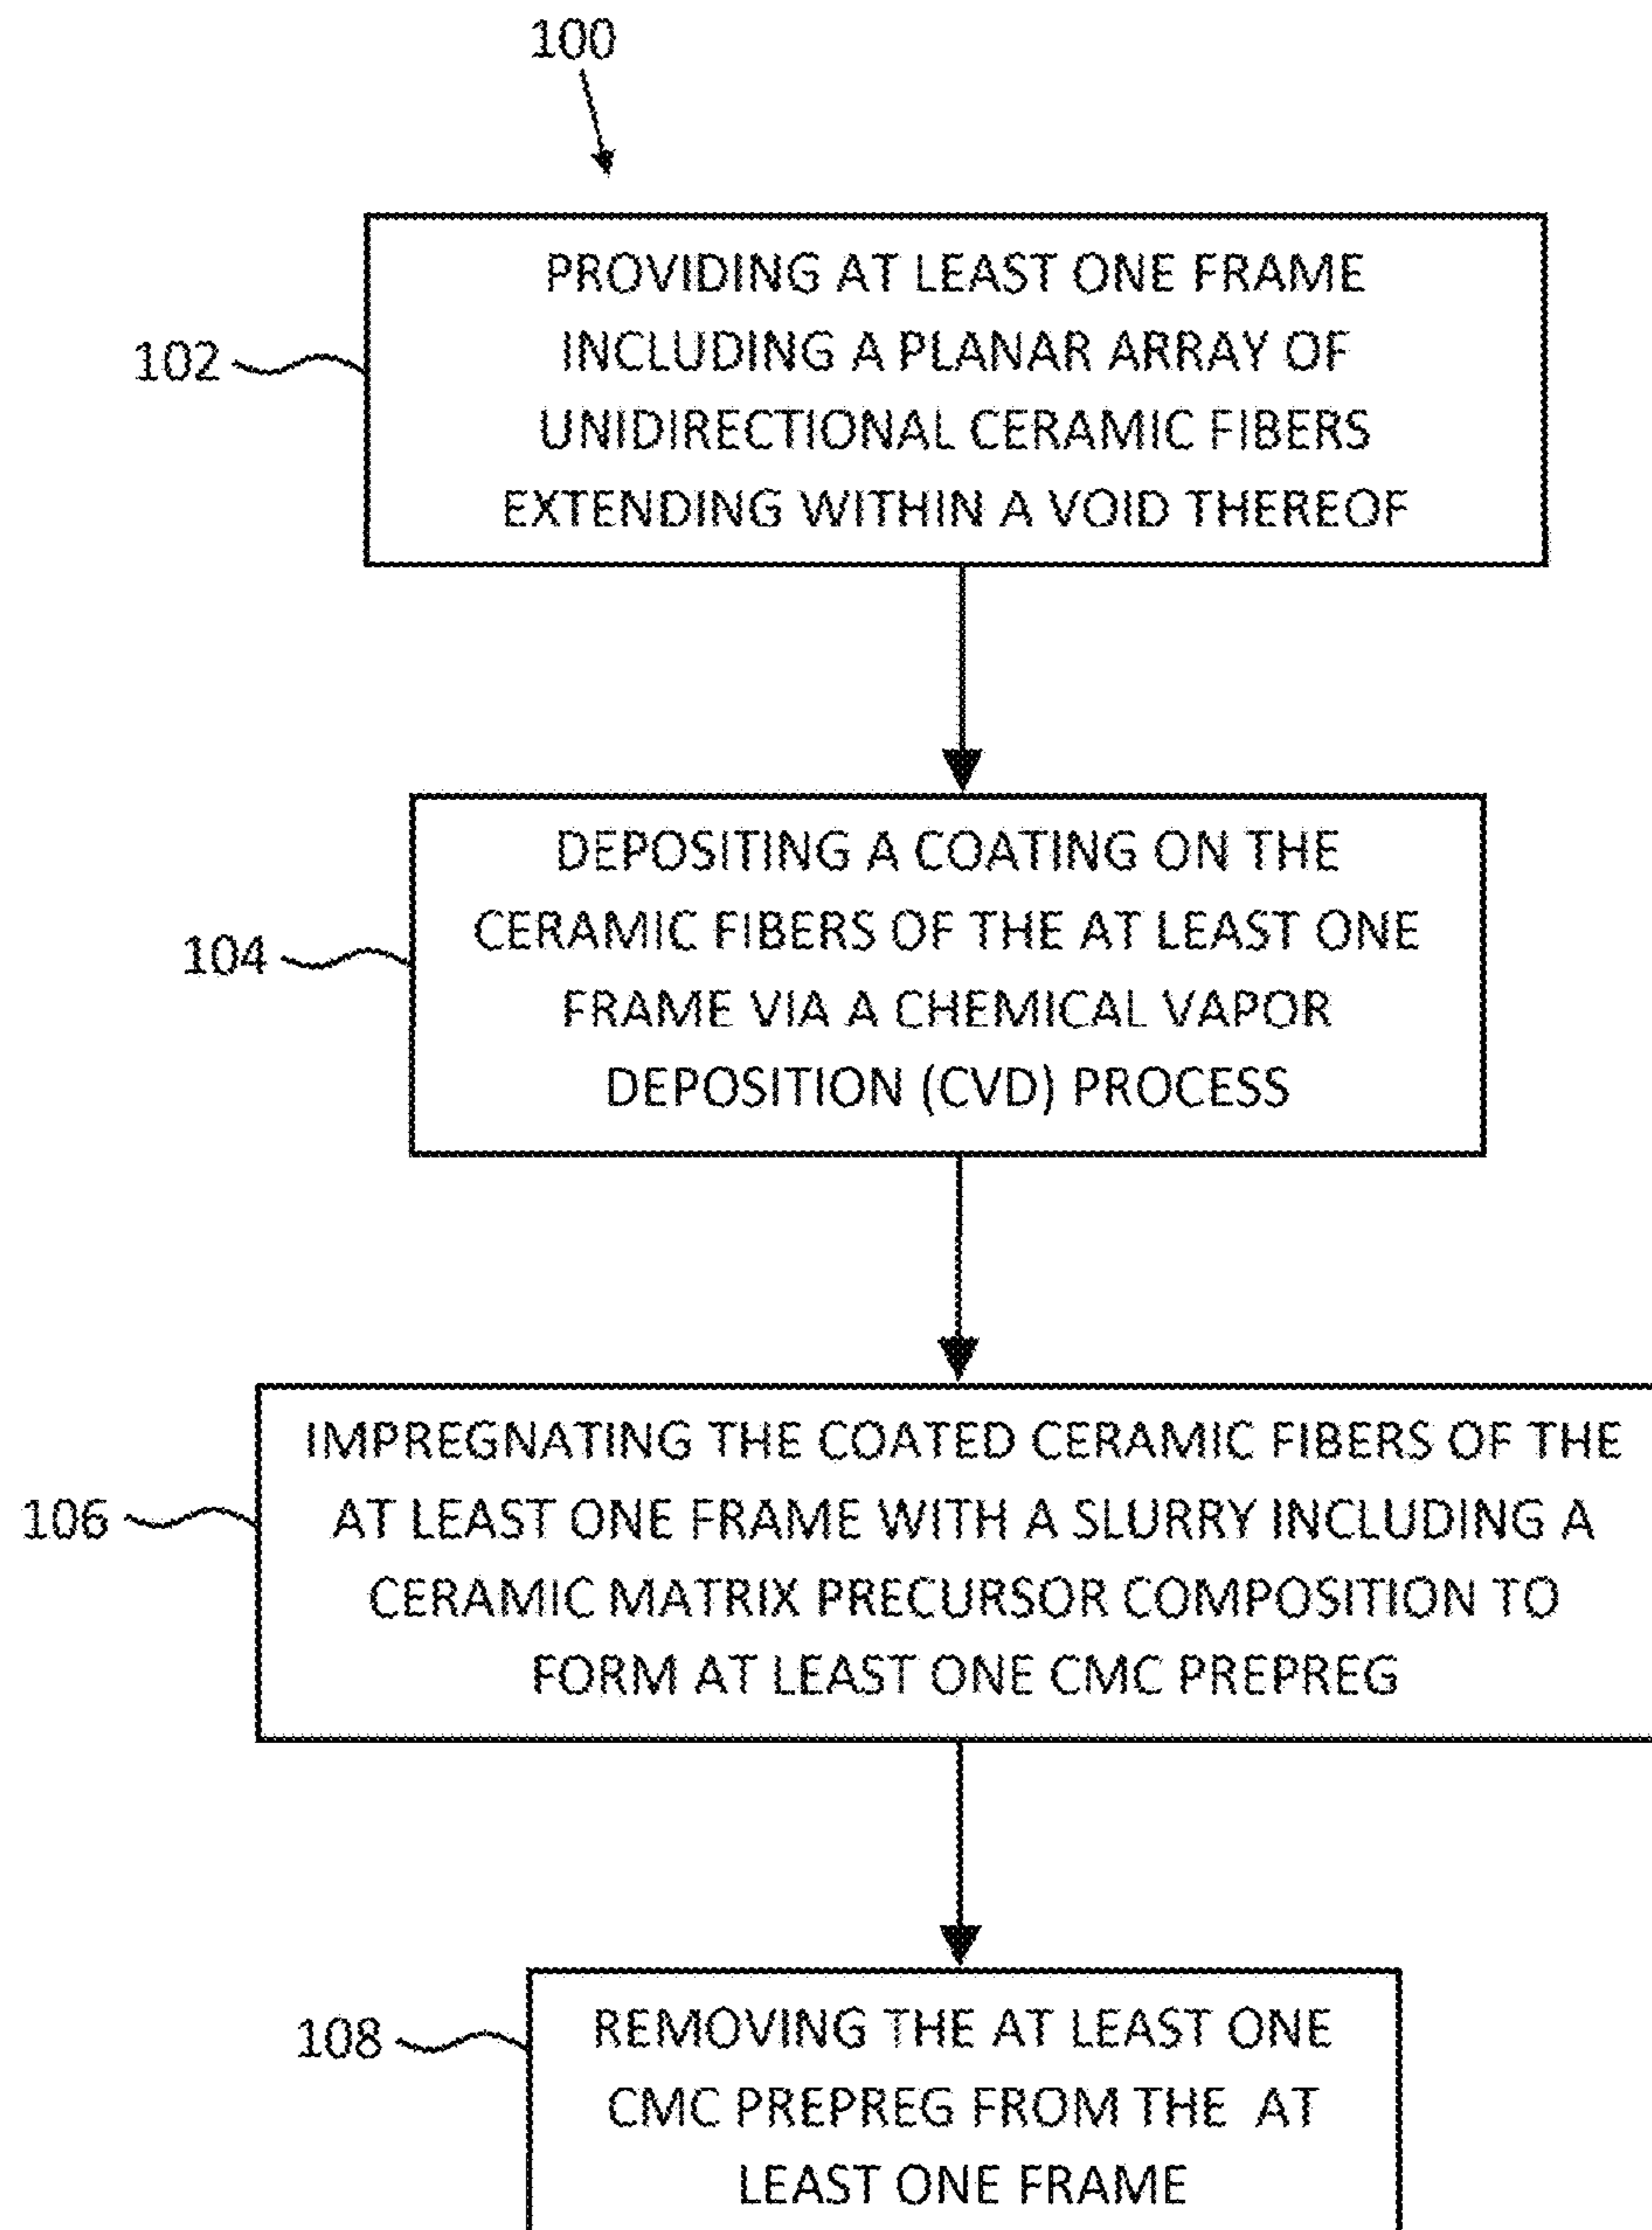 100
102
PROVIDING AT LEAST ONE FRAME
INCLUDING A PLANAR ARRAY OF
UNIDIRECTIONAL CERAMIC FIBERS
EXTENDING WITHIN A VOID THEREOF
104
DEPOSITING A COATING ON THE
CERAMIC FIBERS OF THE AT LEAST ONE
FRAME VIA A CHEMICAL VAPOR
DEPOSITION (CVD) PROCESS
106
IMPREGNATING THE COATED CERAMIC FIBERS OF THE
AT LEAST ONE FRAME WITH A SLURRY INCLUDING A
CERAMIC MATRIX PRECURSOR COMPOSITION TO
FORM AT LEAST ONE CMC PREPREG
108
REMOVING THE AT LEAST ONE
CMC PREPREG FROM THE AT
LEAST ONE FRAME